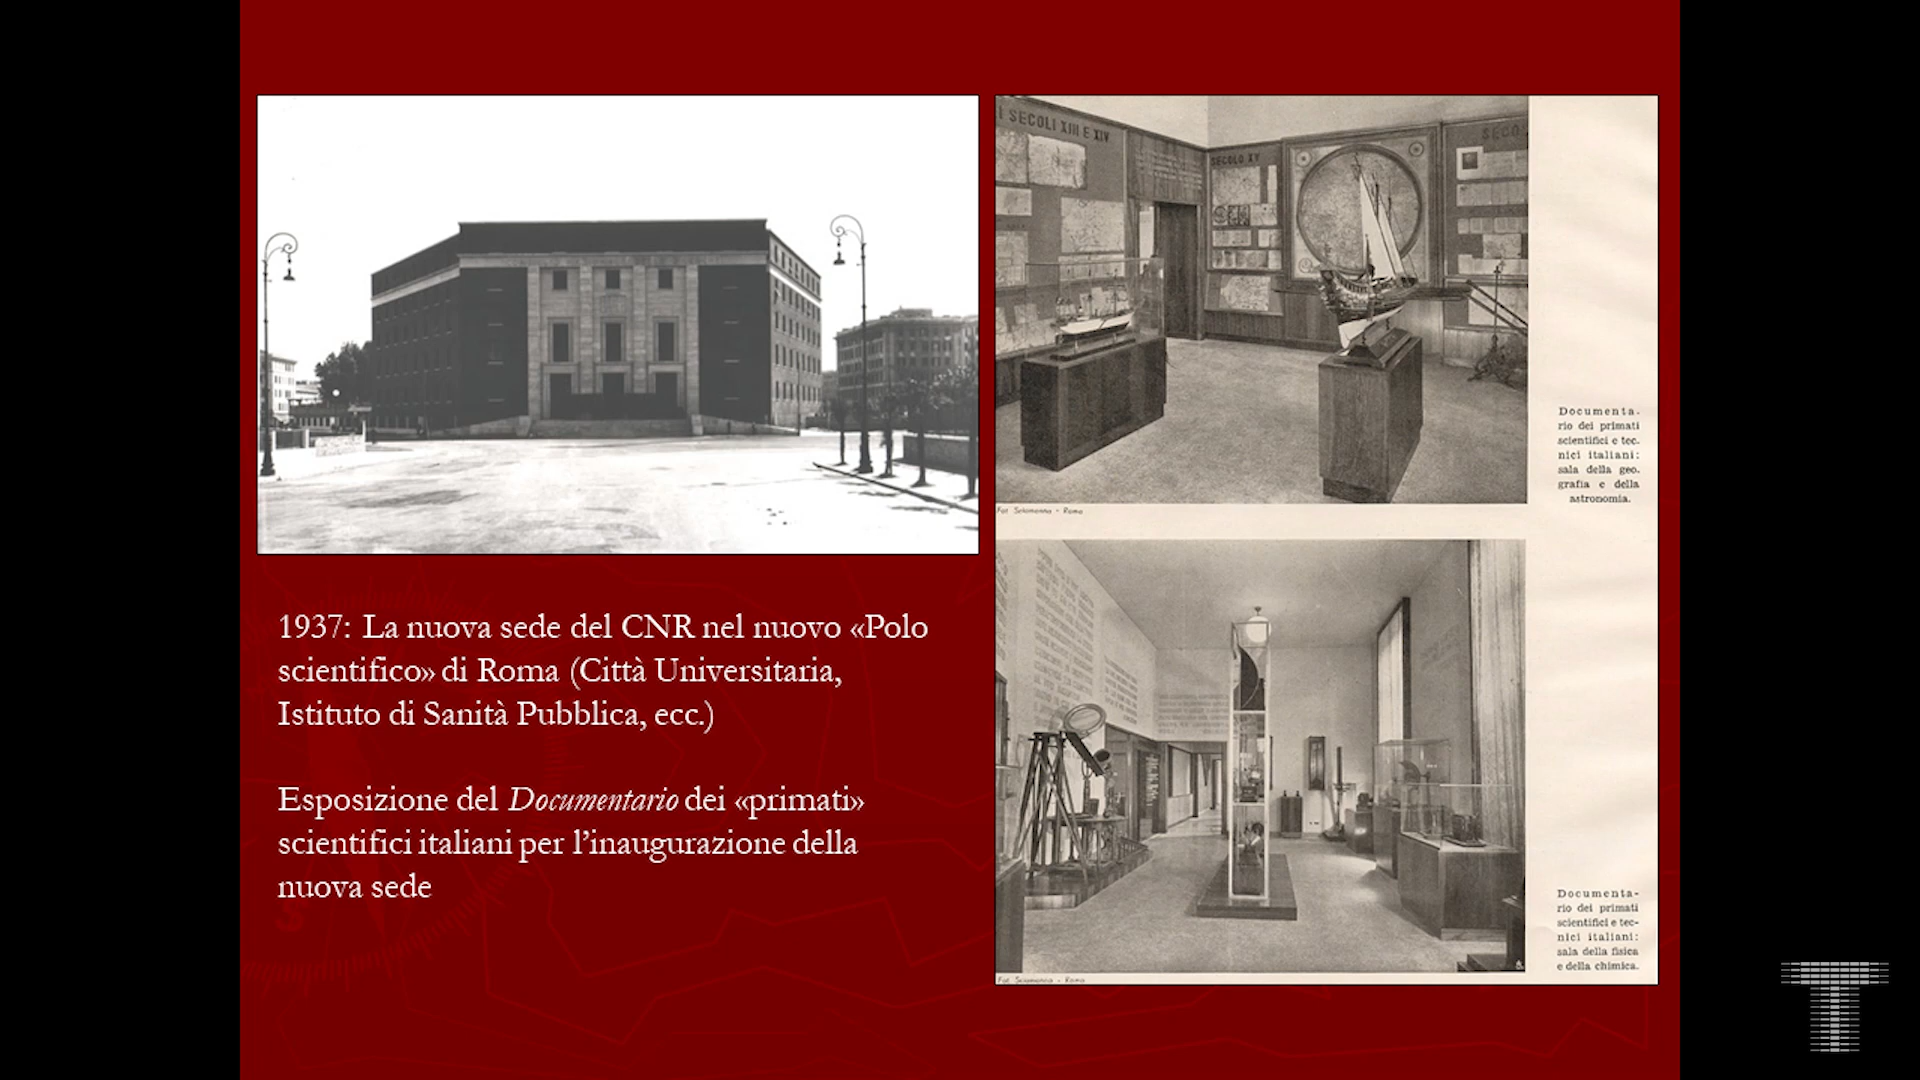 1937: La nuova sede del CNR nel nuovo «Polo
scientifico» di Roma (Città Universitaria,
Istituto di Sanità Pubblica, ecc.)
Esposizione del Documentario dei «primati»
scientifici italiani per l’inaugurazione della
nuova sede
I SECOLI XIII E XIV
SECOLO XV
SECO
Documenta-
rio dei primati
scientifici e tec-
nici italiani:
sala della geo-
grafia e della
astronomia.
Roma
Documenta-
rio dei primati
scientifici e tec-
nici italiani:
sala della fisica
e della chimica.
Roma
T